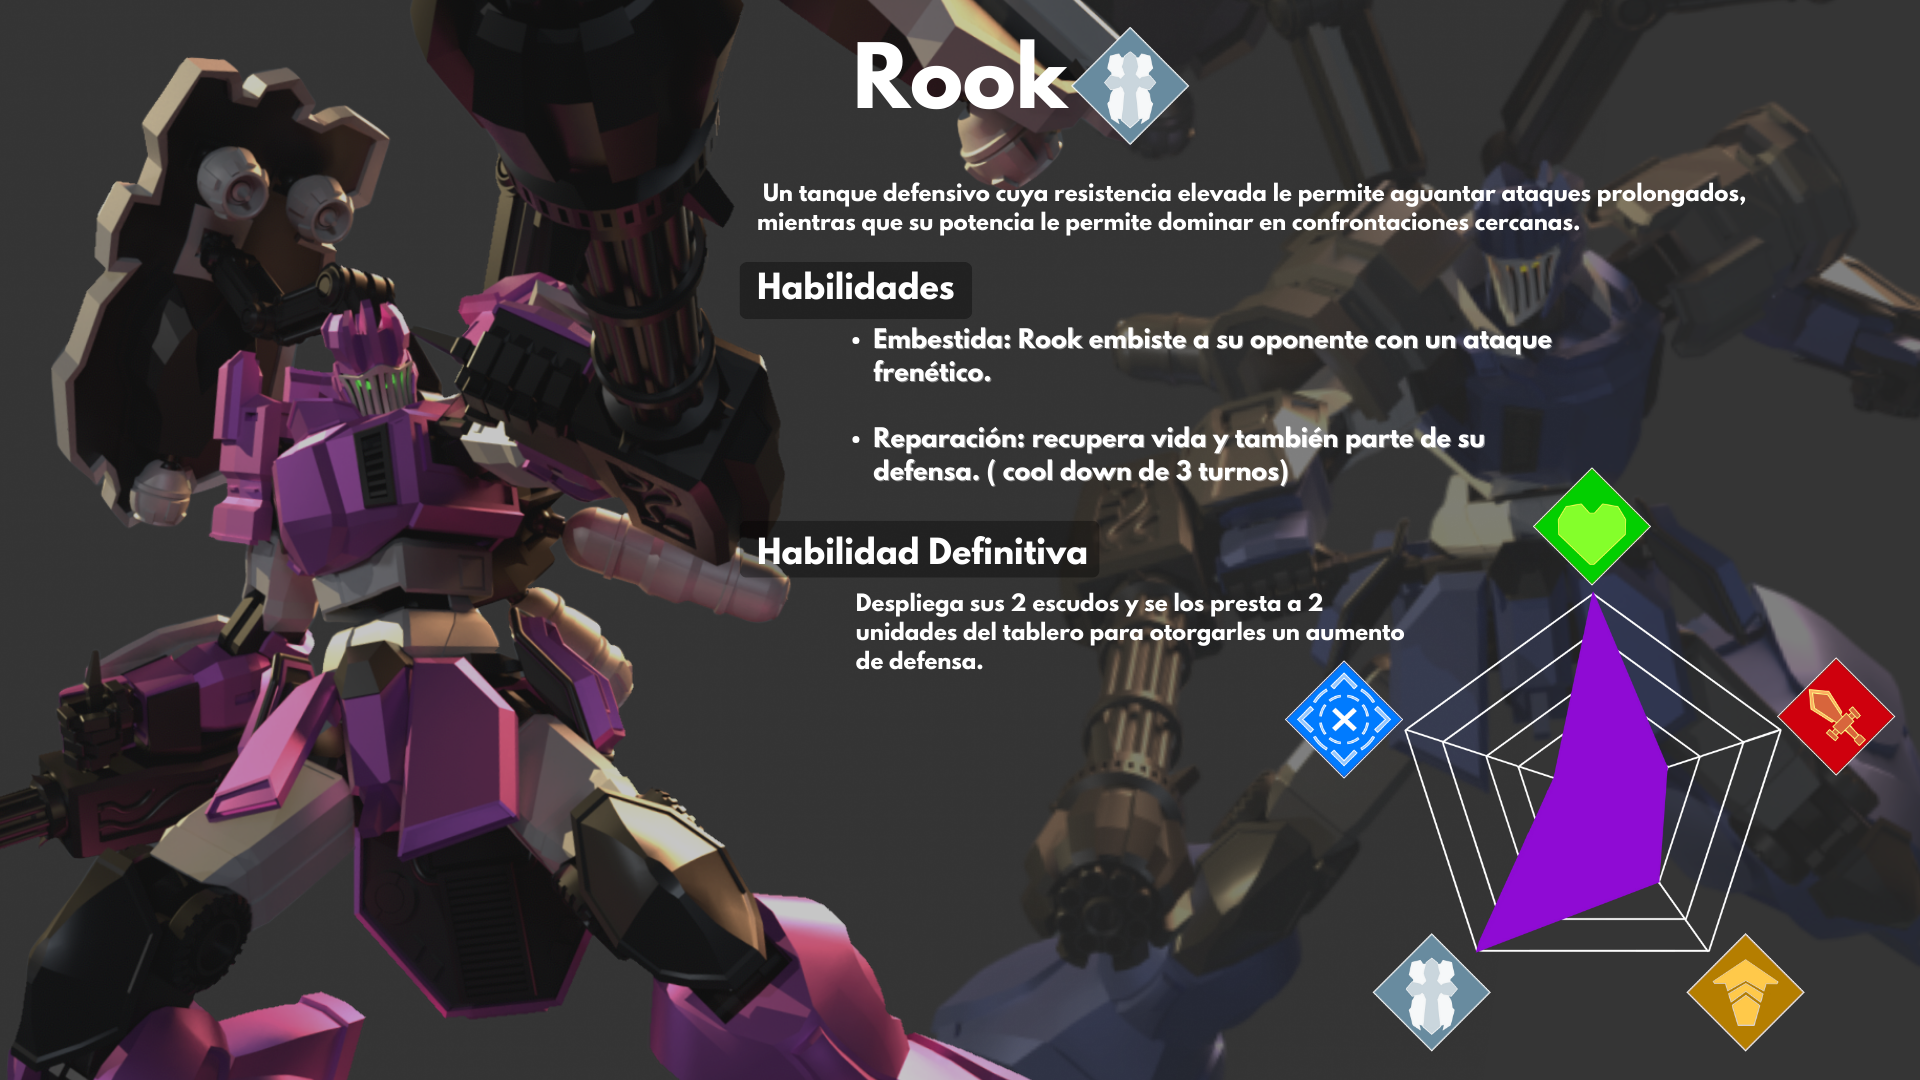 Rook
Un tanque defensivo cuya resistencia elevada le permite aguantar ataques prolongados,
mientras que su potencia le permite dominar en confrontaciones cercanas.
Habilidades
• Embestida: Rook embiste a su oponente con un ataque
frenético.
• Reparación: recupera vida y también parte de su
defensa. ( cool down de 3 turnos)
Habilidad Definitiva
Despliega sus 2 escudos y se los presta a 2
unidades del tablero para otorgarles un aumento
de defensa.